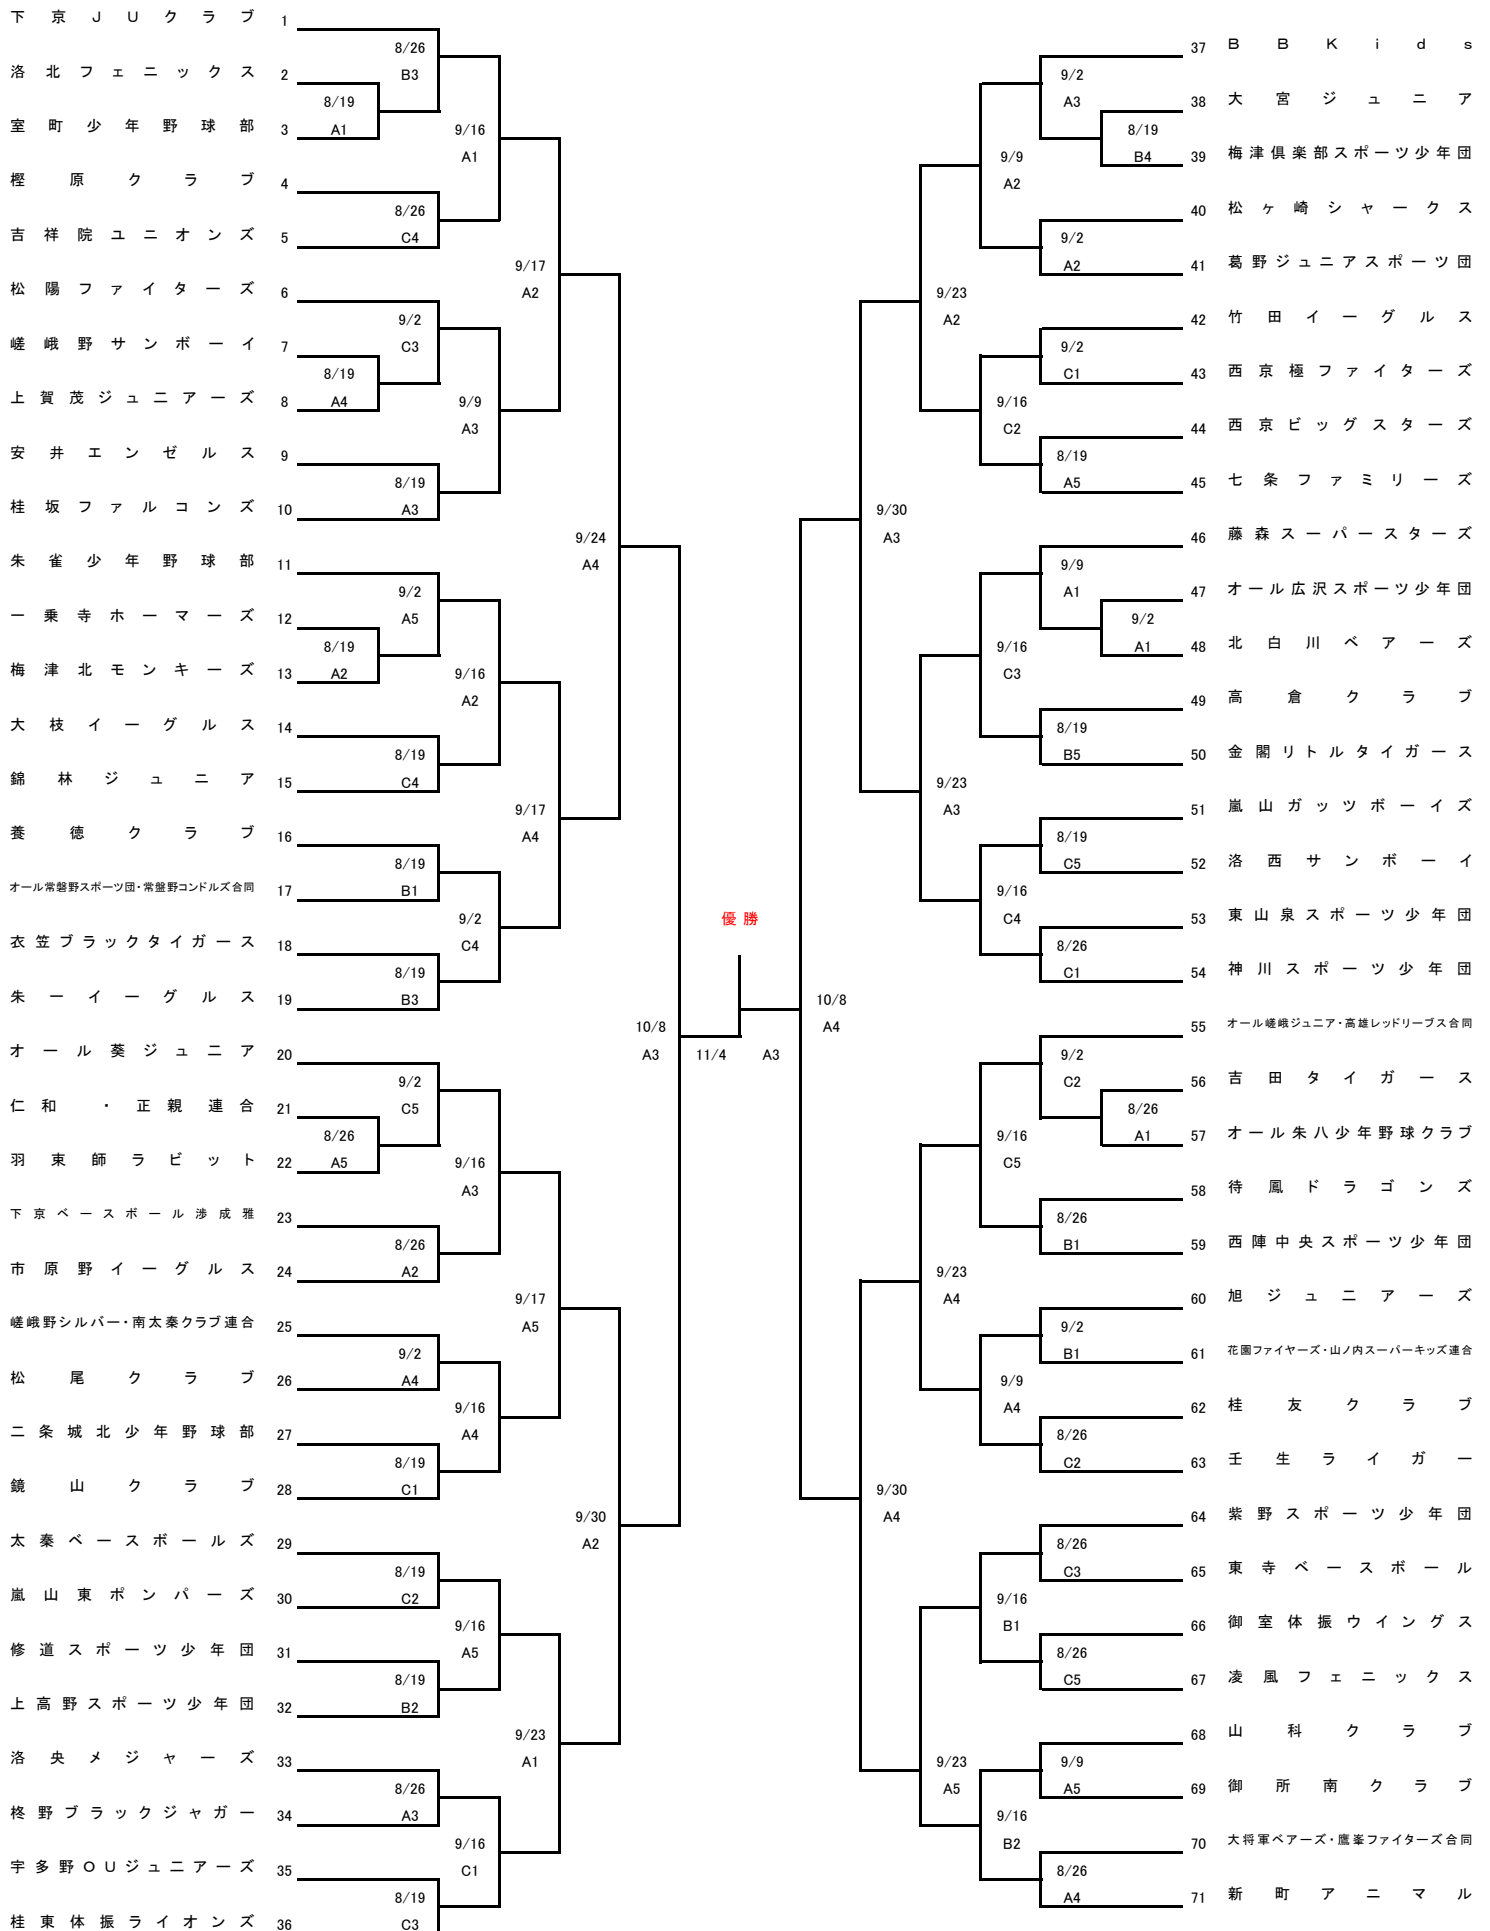 下京JUクラブ 1
8/26
洛北フェニックス 2
B3
8/19
室町少年野球部 3
A1
9/16
A1
樫原クラブ 4
8/26
吉祥院ユニオンズ 5
C4
9/17
松陽ファイターズ 6
A2
9/2
嵯峨野サンボーイ 7
C3
8/19
上賀茂ジュニアーズ 8
A4
9/9
A3
安井エンゼルス 9
8/19
桂坂ファルコンズ 10
A3
9/24
朱雀少年野球部 11
A4
9/2
一乗寺ホーマーズ 12
A5
8/19
梅津北モンキーズ 13
A2
9/16
A2
大枝イーグルス 14
8/19
錦林ジュニア 15
C4
9/17
養徳クラブ 16
A4
8/19
オール常磐野スポーツ団・常盤野コンドルズ合同 17
B1
9/2
衣笠ブラックタイガース 18
C4
8/19
朱一イーグルス 19
B3
10/8
オール葵ジュニア 20
A3
11/4
9/2
仁和・正親連合 21
C5
8/26
羽束師ラビット 22
A5
9/16
A3
下京ベースボール渉成雅 23
8/26
市原野イーグルス 24
A2
9/17
嵯峨野シルバー・南太秦クラブ連合 25
A5
9/2
松尾クラブ 26
A4
9/16
二条城北少年野球部 27
A4
8/19
鏡山クラブ 28
C1
9/30
太秦ベースボールズ 29
A2
8/19
嵐山東ポンパーズ 30
C2
9/16
修道スポーツ少年団 31
A5
8/19
上高野スポーツ少年団 32
B2
9/23
洛央メジャーズ 33
A1
8/26
柊野ブラックジャガー 34
A3
9/16
宇多野OUジュニアーズ 35
C1
8/19
桂東体振ライオンズ 36
C3
優勝
37 BBKids
9/2
38 大宮ジュニア
A3
8/19
39 梅津倶楽部スポーツ少年団
B4
9/9
A2
40 松ヶ崎シャークス
9/2
41 葛野ジュニアスポーツ団
A2
9/23
42 竹田イーグルス
A2
9/2
43 西京極ファイターズ
C1
9/16
44 西京ビッグスターズ
C2
8/19
45 七条ファミリーズ
A5
9/30
46 藤森スーパースターズ
A3
9/9
47 オール広沢スポーツ少年団
A1
9/2
48 北白川ベアーズ
A1
9/16
C3
49 高倉クラブ
8/19
50 金閣リトルタイガース
B5
9/23
51 嵐山ガッツボーイズ
A3
8/19
52 洛西サンボーイ
C5
9/16
53 東山泉スポーツ少年団
C4
8/26
54 神川スポーツ少年団
C1
10/8
A4
55 オール嵯峨ジュニア・高雄レッドリーブス合同
A3
9/2
56 吉田タイガース
C2
8/26
57 オール朱八少年野球クラブ
A1
9/16
C5
58 待鳳ドラゴンズ
8/26
59 西陣中央スポーツ少年団
B1
9/23
60 旭ジュニアーズ
A4
9/2
61 花園ファイヤーズ・山ノ内スーパーキッズ連合
B1
9/9
62 桂友クラブ
A4
8/26
63 壬生ライガー
C2
9/30
64 紫野スポーツ少年団
A4
8/26
65 東寺ベースボール
C3
9/16
66 御室体振ウイングス
B1
8/26
67 凌風フェニックス
C5
68 山科クラブ
9/23
9/9
69 御所南クラブ
A5
A5
9/16
70 大将軍ベアーズ・鷹峯ファイターズ合同
B2
8/26
71 新町アニマル
A4